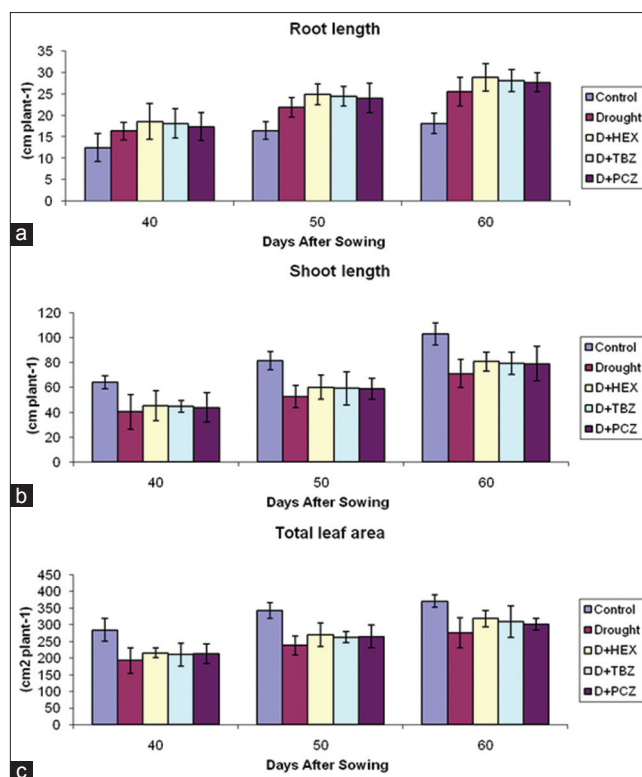 Root length
35
30
25
20
15
10
5
0
(cm plant-1)
40 50 60
Days After Sowing
Control
Drought
D+HEX
D+TBZ
D+PCZ
a
Shoot length
120
100
80
60
40
20
0
(cm plant-1)
40 50 60
Days After Sowing
Control
Drought
D+HEX
D+TBZ
D+PCZ
b
Total leaf area
450
400
350
300
250
200
150
100
50
0
(cm2 plant-1)
40 50 60
Days After Sowing
Control
Drought
D+HEX
D+TBZ
D+PCZ
c